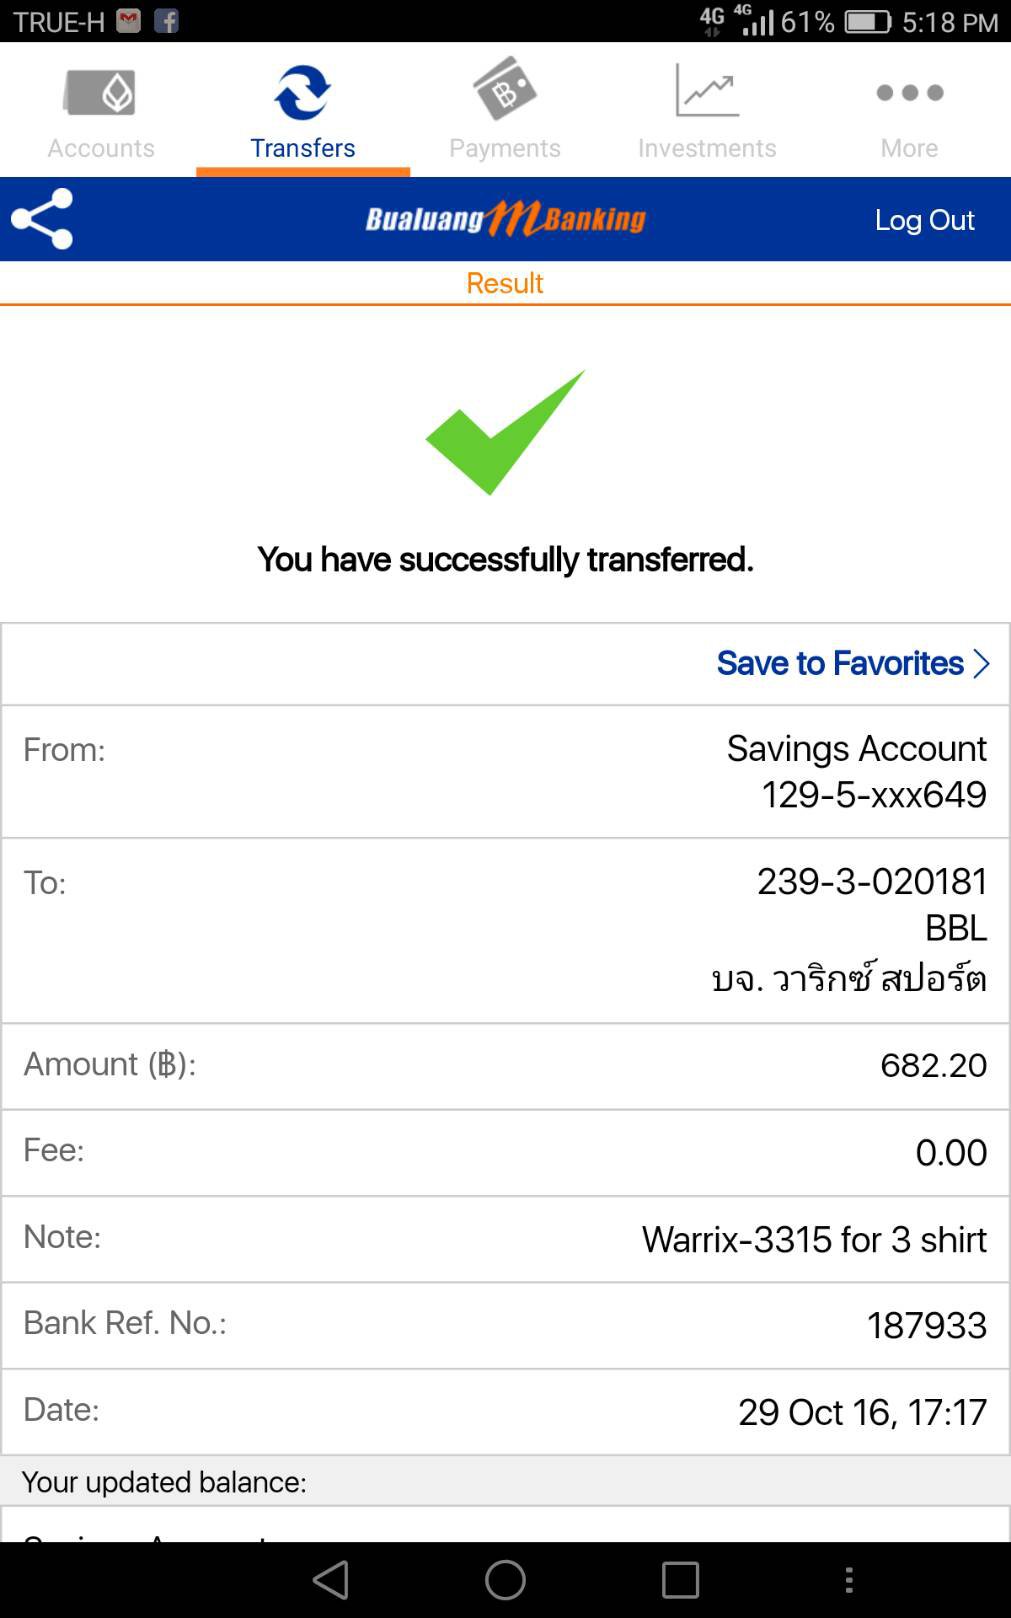 TRUE-H 4G 4G 61% 5:18 PM
Accounts Transfers Payments Investments More
Bualuang mBanking Log Out
Result
You have successfully transferred.
Save to Favorites
From: Savings Account
129-5-xxx649
To: 239-3-020181
BBL
บจ. วาริกซ์ สปอร์ต
Amount (฿): 682.20
Fee: 0.00
Note: Warrix-3315 for 3 shirt
Bank Ref. No.: 187933
Date: 29 Oct 16, 17:17
Your updated balance: